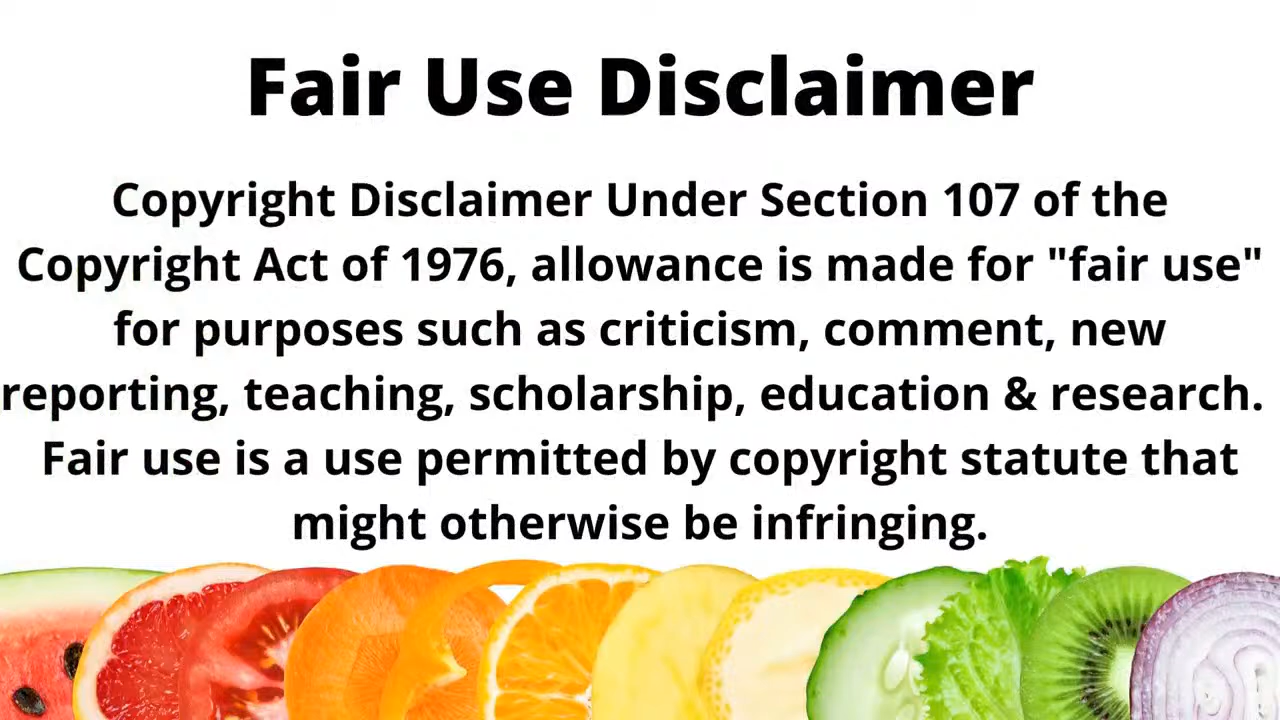 Fair Use Disclaimer
Copyright Disclaimer Under Section 107 of the
Copyright Act of 1976, allowance is made for "fair use"
for purposes such as criticism, comment, new
reporting, teaching, scholarship, education & research.
Fair use is a use permitted by copyright statute that
might otherwise be infringing.